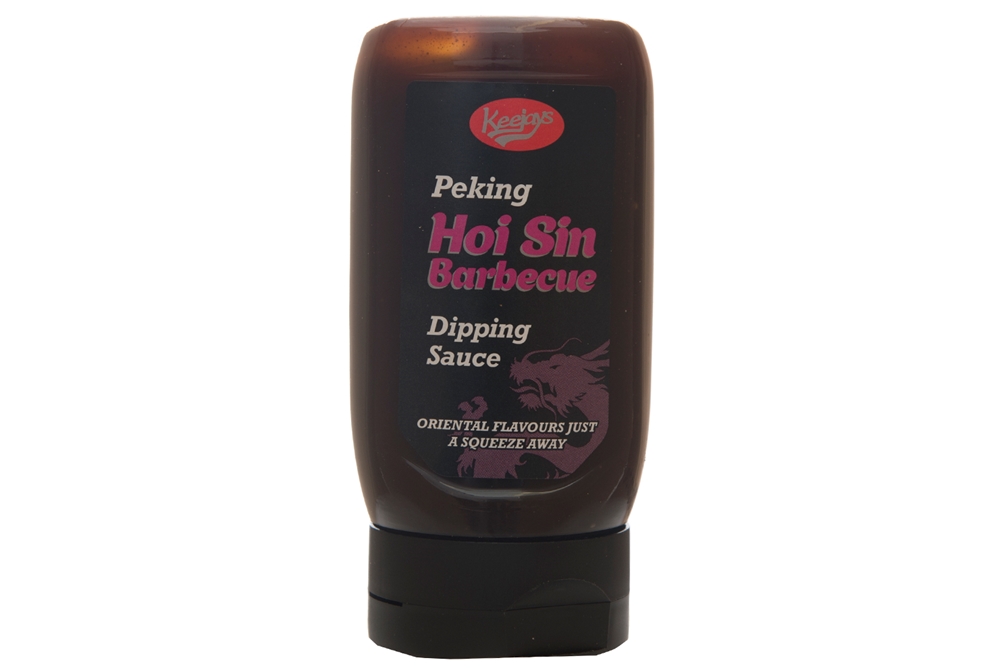 Keejays
Peking
Hoi Sin
Barbecue
Dipping
Sauce
ORIENTAL FLAVOURS JUST
A SQUEEZE AWAY